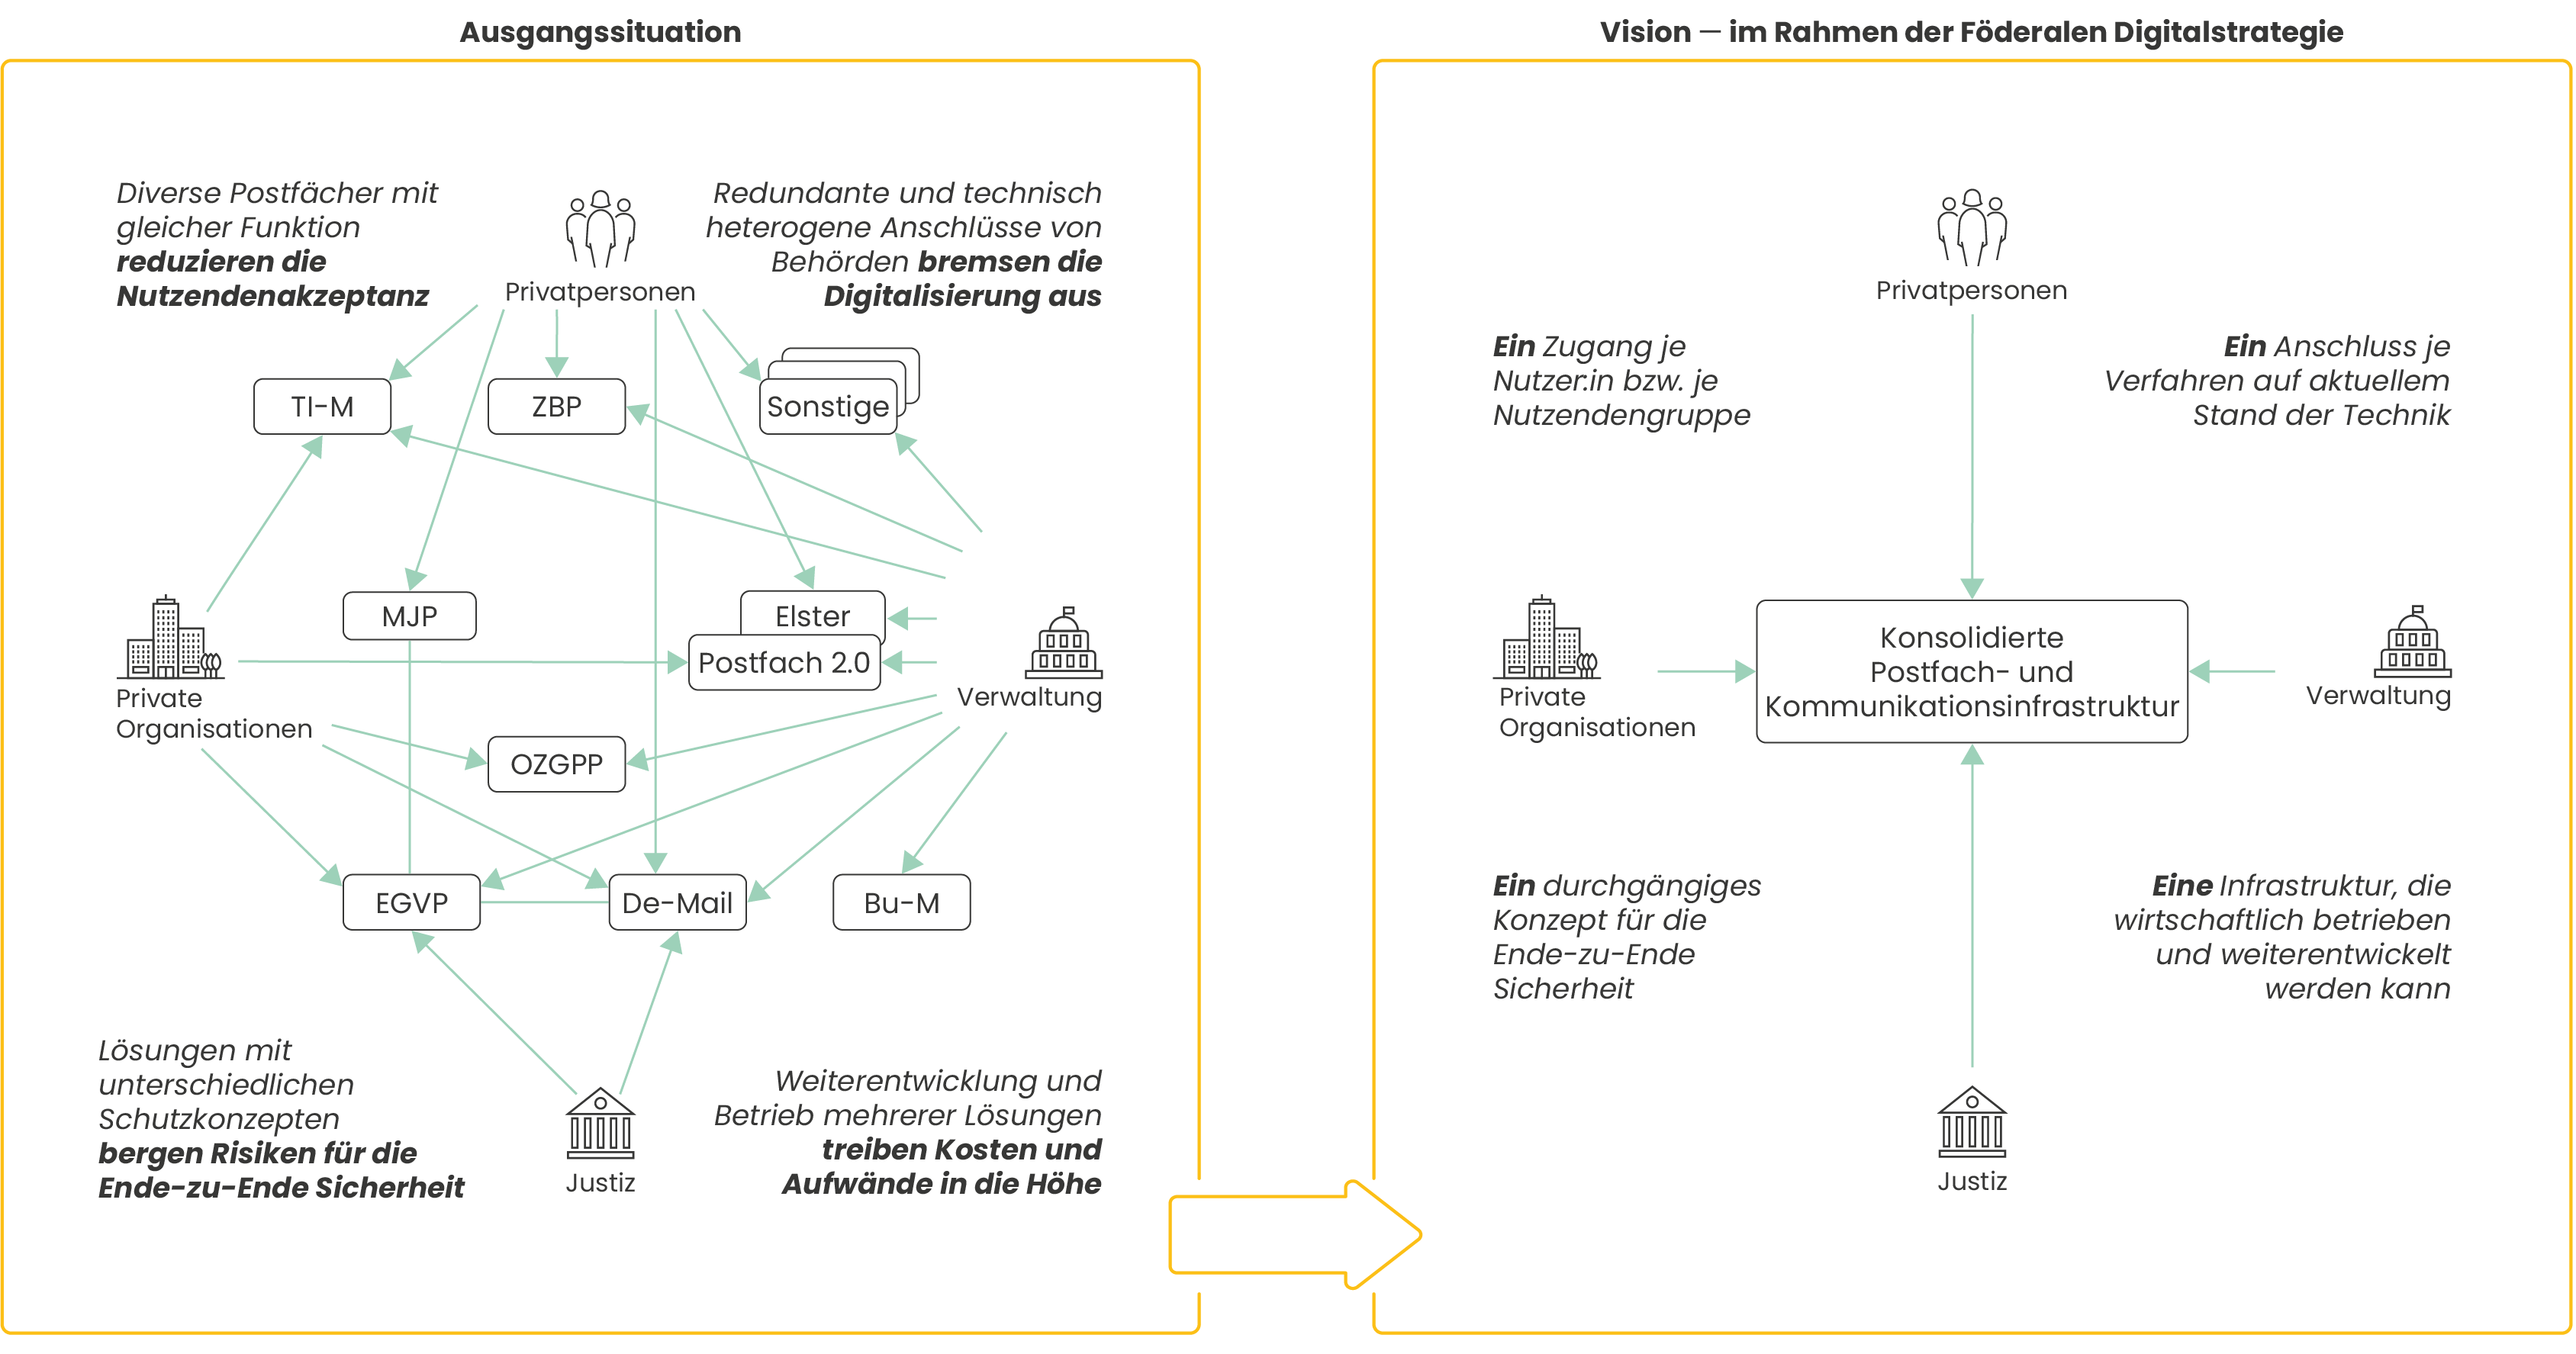 Ausgangssituation
Diverse Postfächer mit
gleicher Funktion
reduzieren die
Nutzendenakzeptanz
Redundante und technisch
heterogene Anschlüsse von
Behörden bremsen die
Digitalisierung aus
Privatpersonen
TI-M
ZBP
Sonstige
MJP
Elster
Postfach 2.0
Private
Organisationen
Verwaltung
OZGPP
EGVP
De-Mail
Bu-M
Lösungen mit
unterschiedlichen
Schutzkonzepten
bergen Risiken für die
Ende-zu-Ende Sicherheit
Justiz
Weiterentwicklung und
Betrieb mehrerer Lösungen
treiben Kosten und
Aufwände in die Höhe
Vision — im Rahmen der Föderalen Digitalstrategie
Privatpersonen
Ein Zugang je
Nutzer:in bzw. je
Nutzendengruppe
Ein Anschluss je
Verfahren auf aktuellem
Stand der Technik
Private
Organisationen
Konsolidierte
Postfach- und
Kommunikationsinfrastruktur
Verwaltung
Ein durchgängiges
Konzept für die
Ende-zu-Ende
Sicherheit
Eine Infrastruktur, die
wirtschaftlich betrieben
und weiterentwickelt
werden kann
Justiz